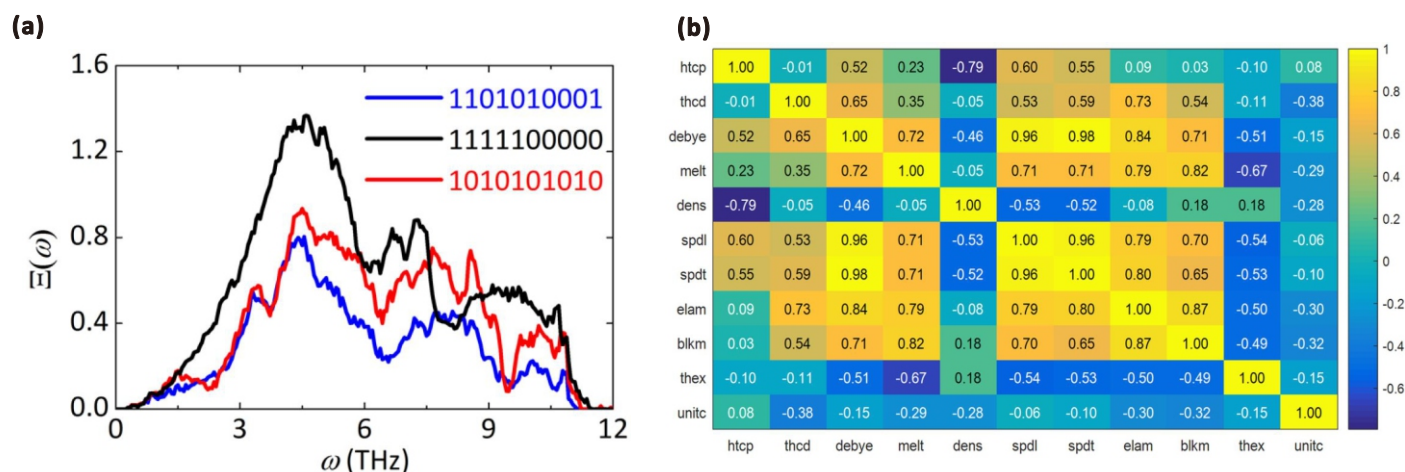 (a)
1.6
1.2
0.8
0.4
0.0
Ξ(ω)
1101010001
1111100000
1010101010
0 3 6 9 12
ω (THz)
(b)
htcp 1.00 -0.01 0.52 0.23 -0.79 0.60 0.55 0.09 0.03 -0.10 0.08
thcd -0.01 1.00 0.65 0.35 -0.05 0.53 0.59 0.73 0.54 -0.11 -0.38
debye 0.52 0.65 1.00 0.72 -0.46 0.96 0.98 0.84 0.71 -0.51 -0.15
melt 0.23 0.35 0.72 1.00 -0.05 0.71 0.71 0.79 0.82 -0.67 -0.29
dens -0.79 -0.05 -0.46 -0.05 1.00 -0.53 -0.52 -0.08 0.18 0.18 -0.28
spdl 0.60 0.53 0.96 0.71 -0.53 1.00 0.96 0.79 0.70 -0.54 -0.06
spdt 0.55 0.59 0.98 0.71 -0.52 0.96 1.00 0.80 0.65 -0.53 -0.10
elam 0.09 0.73 0.84 0.79 -0.08 0.79 0.80 1.00 0.87 -0.50 -0.30
blkm 0.03 0.54 0.71 0.82 0.18 0.70 0.65 0.87 1.00 -0.49 -0.32
thex -0.10 -0.11 -0.51 -0.67 0.18 -0.54 -0.53 -0.50 -0.49 1.00 -0.15
unitc 0.08 -0.38 -0.15 -0.29 -0.28 -0.06 -0.10 -0.30 -0.32 -0.15 1.00
htcp thcd debye melt dens spdl spdt elam blkm thex unitc
1
0.8
0.6
0.4
0.2
0
-0.2
-0.4
-0.6